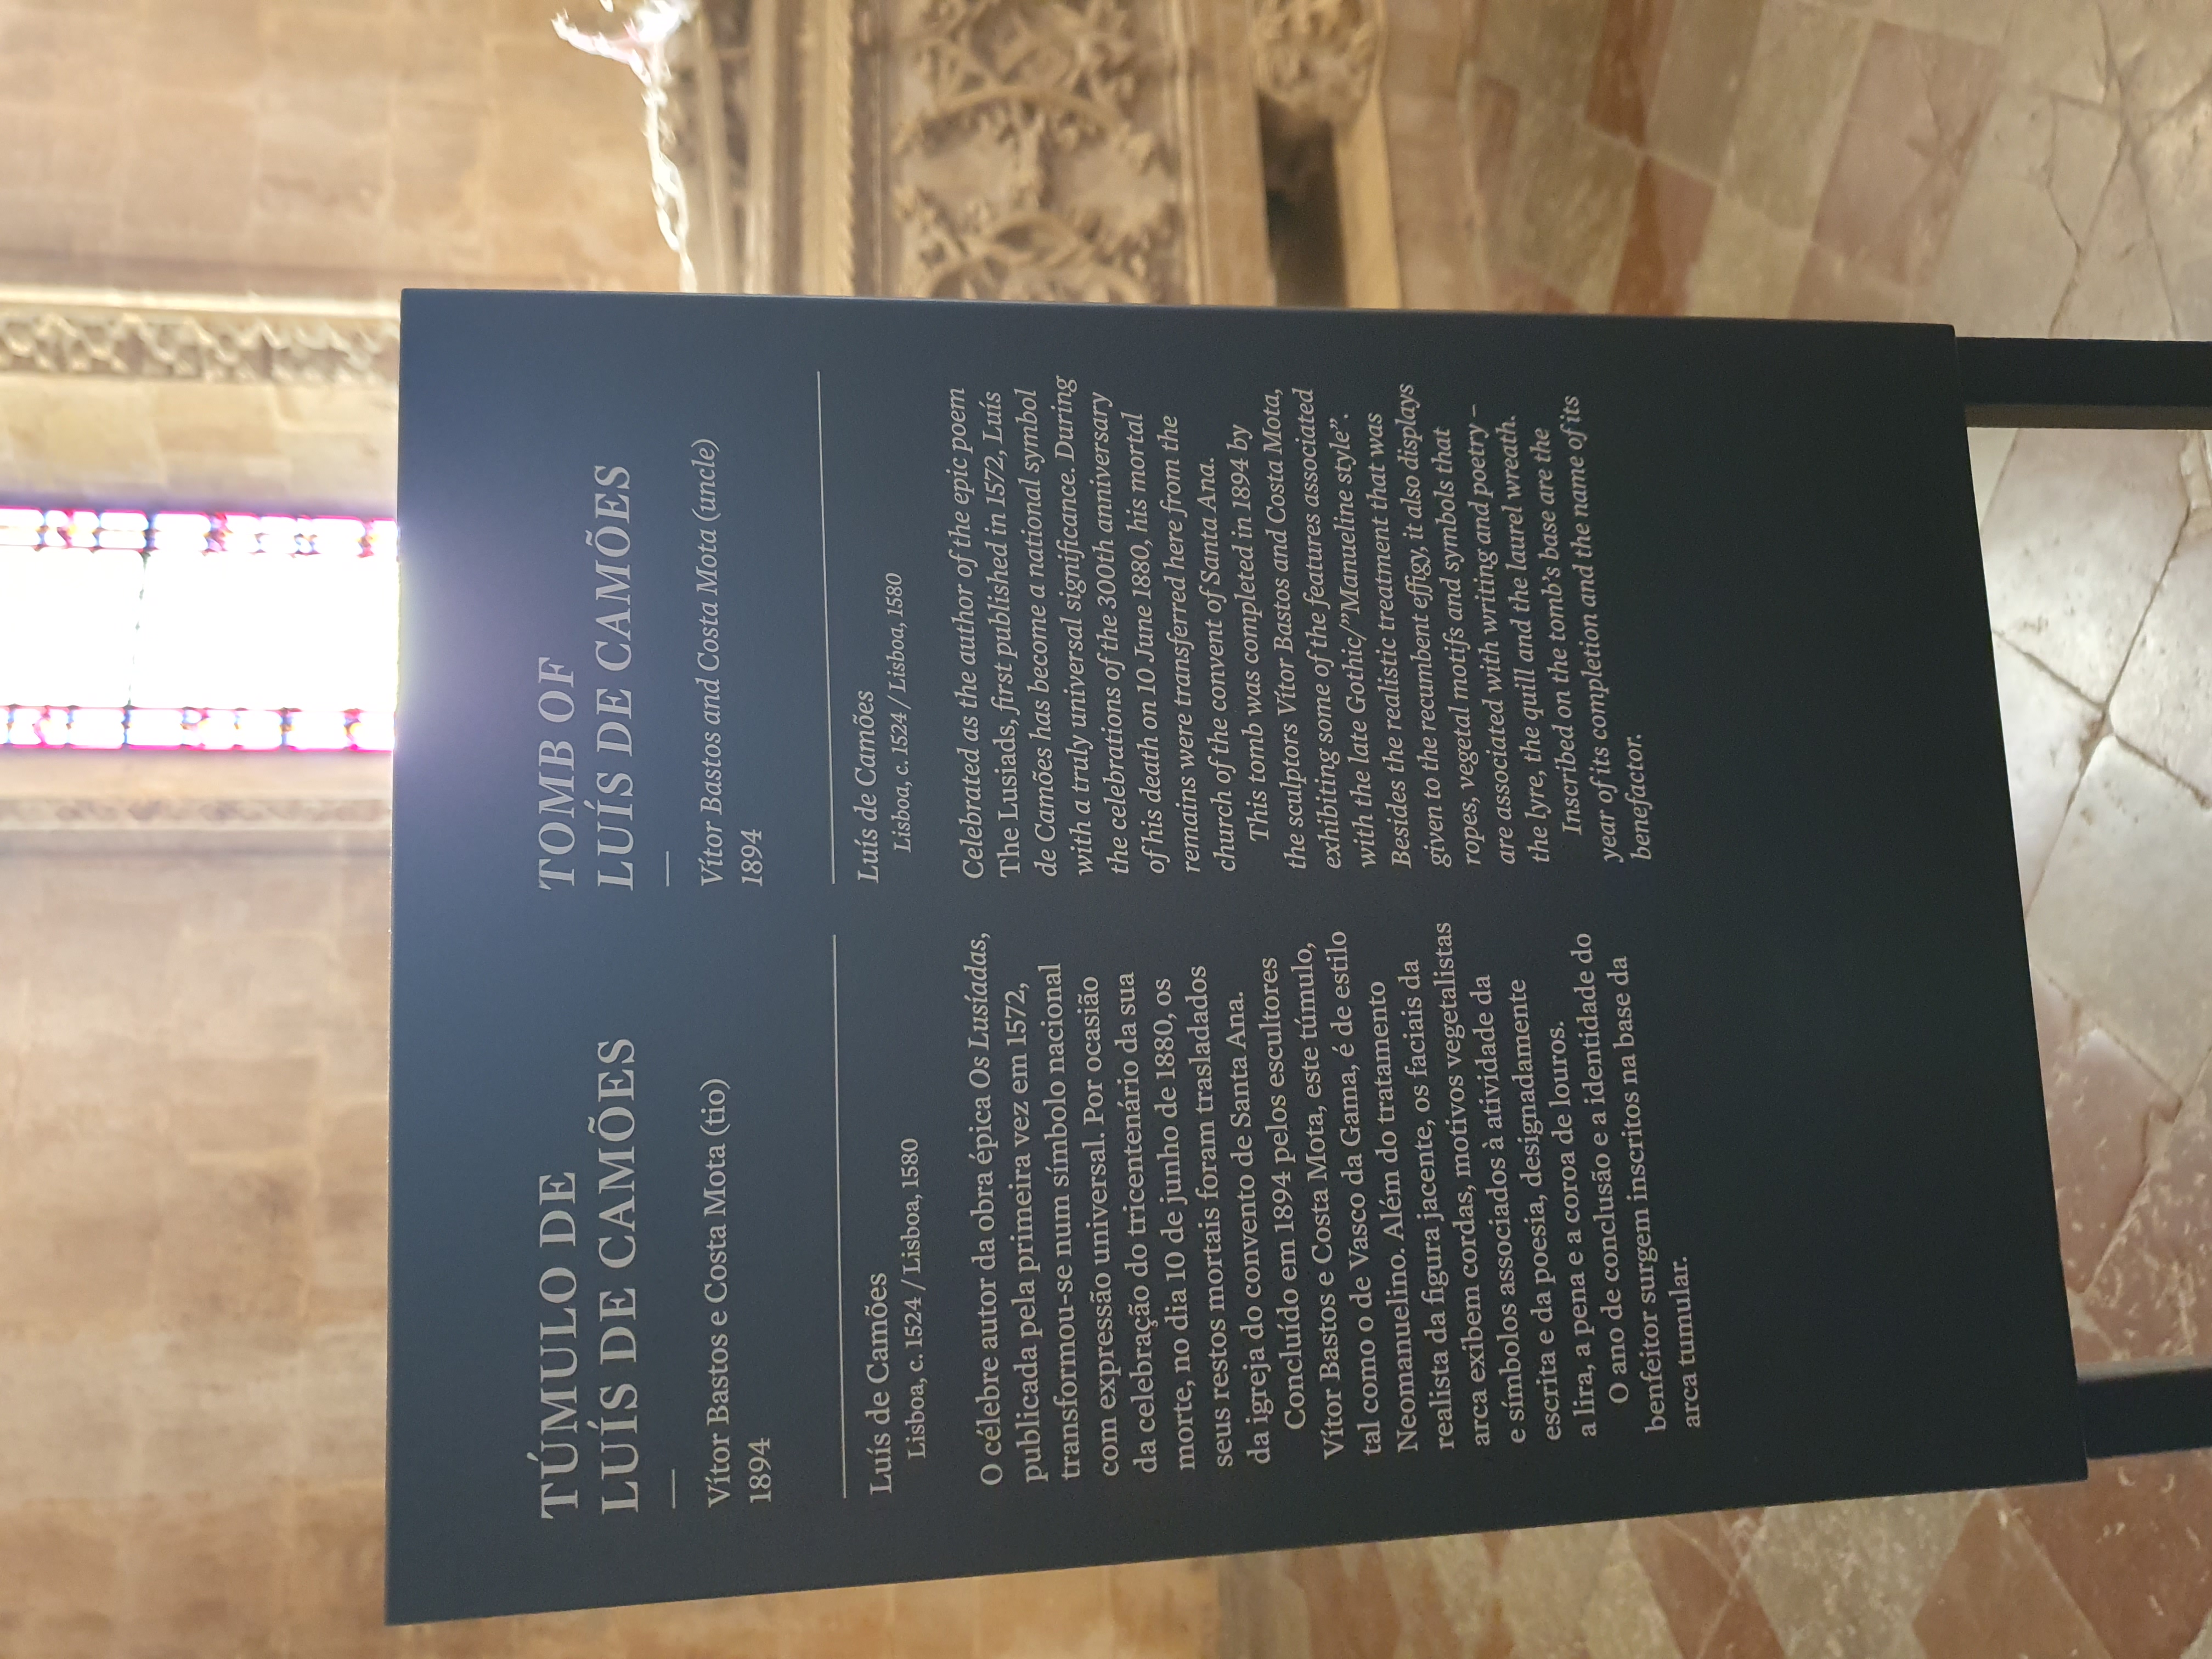 TÚMULO DE
LUÍS DE CAMÕES
—
Vítor Bastos e Costa Mota (tio)
1894
Luís de Camões
Lisboa, c. 1524 / Lisboa, 1580
O célebre autor da obra épica Os Lusíadas,
publicada pela primeira vez em 1572,
transformou-se num símbolo nacional
com expressão universal. Por ocasião
da celebração do tricentenário da sua
morte, no dia 10 de junho de 1880, os
seus restos mortais foram trasladados
da igreja do convento de Santa Ana.
Concluído em 1894 pelos escultores
Vítor Bastos e Costa Mota, este túmulo,
tal como o de Vasco da Gama, é de estilo
Neomanuelino. Além do tratamento
realista da figura jacente, os faciais da
arca exibem cordas, motivos vegetalistas
e símbolos associados à atividade da
escrita e da poesia, designadamente
a lira, a pena e a coroa de louros.
O ano de conclusão e a identidade do
benfeitor surgem inscritos na base da
arca tumular.
TOMB OF
LUÍS DE CAMÕES
—
Vítor Bastos and Costa Mota (uncle)
1894
Luís de Camões
Lisboa, c. 1524 / Lisboa, 1580
Celebrated as the author of the epic poem
The Lusiads, first published in 1572, Luís
de Camões has become a national symbol
with a truly universal significance. During
the celebrations of the 300th anniversary
of his death on 10 June 1880, his mortal
remains were transferred here from the
church of the convent of Santa Ana.
This tomb was completed in 1894 by
the sculptors Vítor Bastos and Costa Mota,
exhibiting some of the features associated
with the late Gothic/”Manueline style”.
Besides the realistic treatment that was
given to the recumbent effigy, it also displays
ropes, vegetal motifs and symbols that
are associated with writing and poetry –
the lyre, the quill and the laurel wreath.
Inscribed on the tomb’s base are the
year of its completion and the name of its
benefactor.